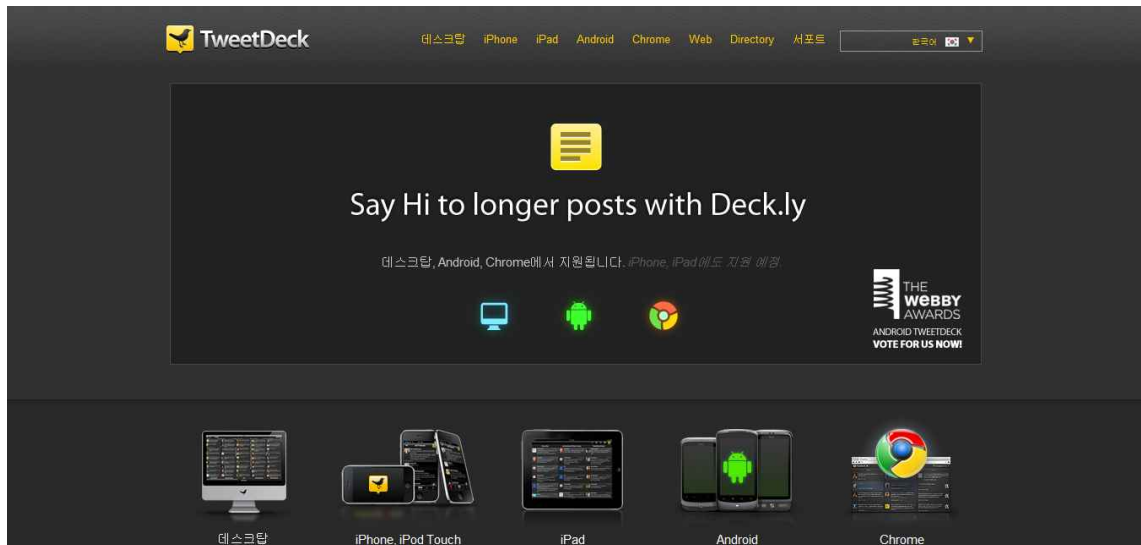 TweetDeck
데스크탑 iPhone iPad Android Chrome Web Directory 서포트 한국어
Say Hi to longer posts with Deck.ly
데스크탑, Android, Chrome에서 지원됩니다. iPhone, iPad에도 지원 예정.
THE
WEBBY
AWARDS
ANDROID TWEETDECK
VOTE FOR US NOW!
데스크탑 iPhone, iPod Touch iPad Android Chrome